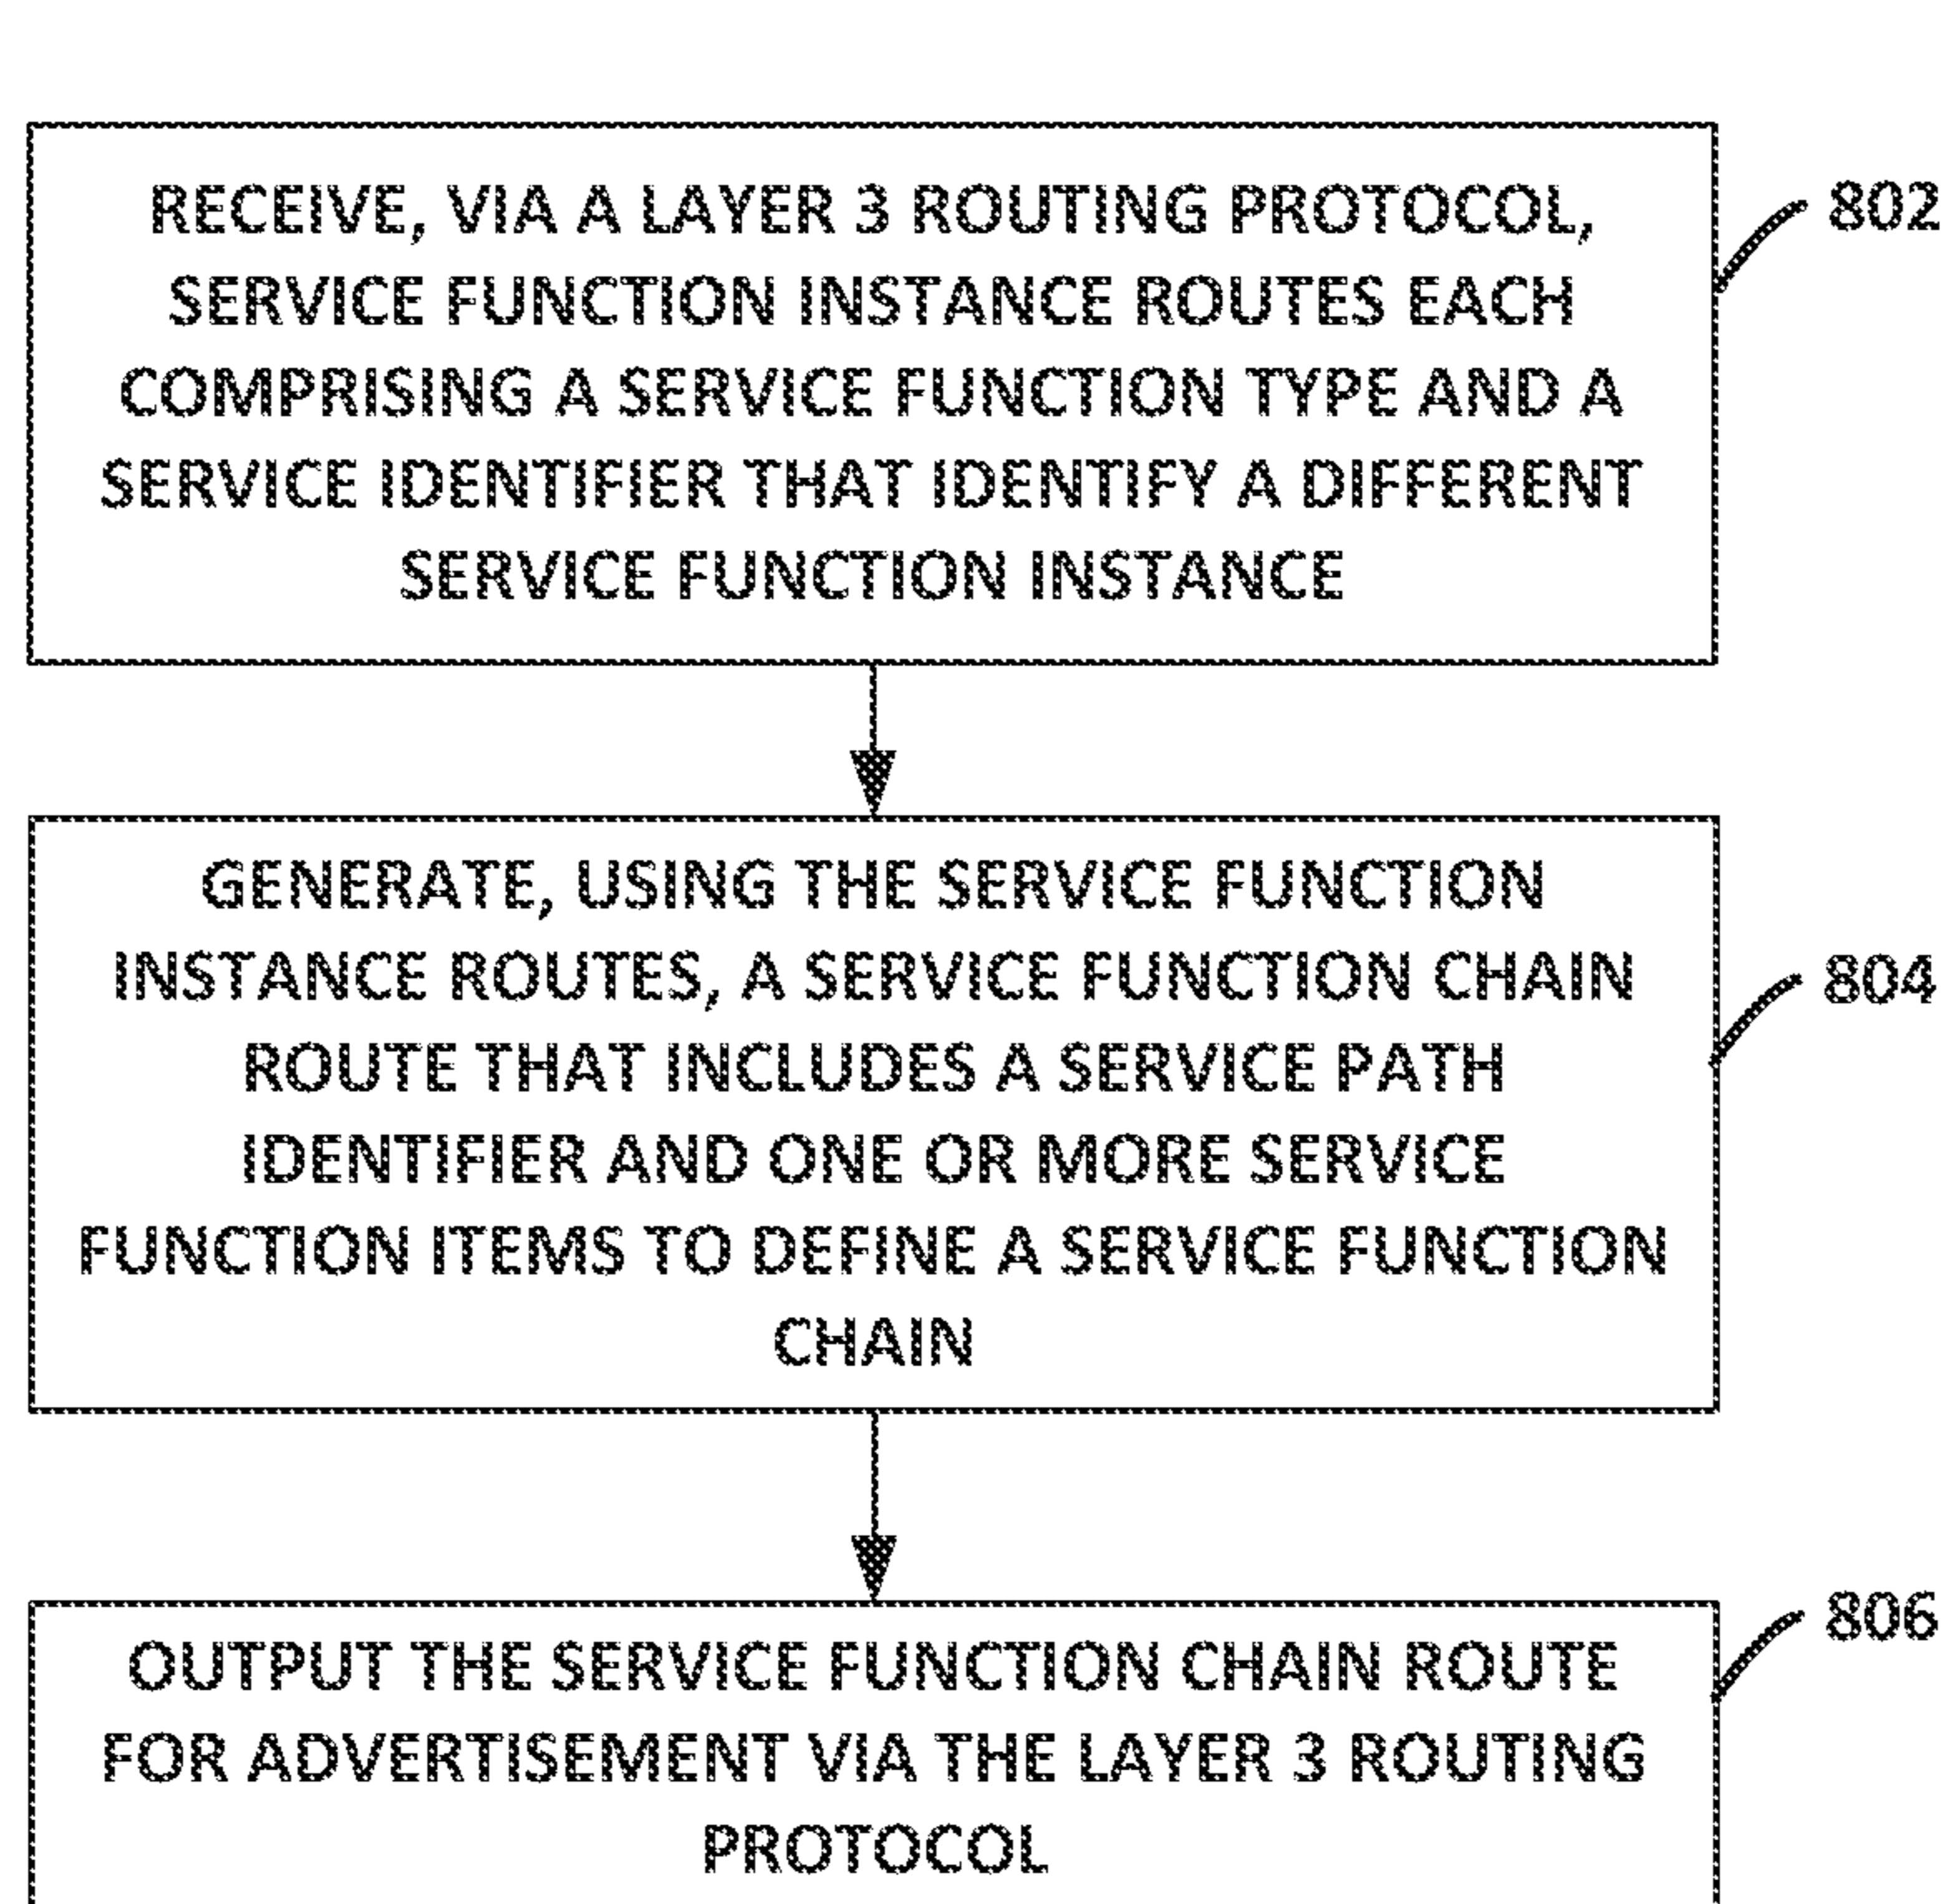 RECEIVE, VIA A LAYER 3 ROUTING PROTOCOL,
802
SERVICE FUNCTION INSTANCE ROUTES EACH
COMPRISING A SERVICE FUNCTION TYPE AND A
SERVICE IDENTIFIER THAT IDENTIFY A DIFFERENT
SERVICE FUNCTION INSTANCE
GENERATE, USING THE SERVICE FUNCTION
INSTANCE ROUTES, A SERVICE FUNCTION CHAIN
804
ROUTE THAT INCLUDES A SERVICE PATH
IDENTIFIER AND ONE OR MORE SERVICE
FUNCTION ITEMS TO DEFINE A SERVICE FUNCTION
CHAIN
806
OUTPUT THE SERVICE FUNCTION CHAIN ROUTE
FOR ADVERTISEMENT VIA THE LAYER 3 ROUTING
PROTOCOL